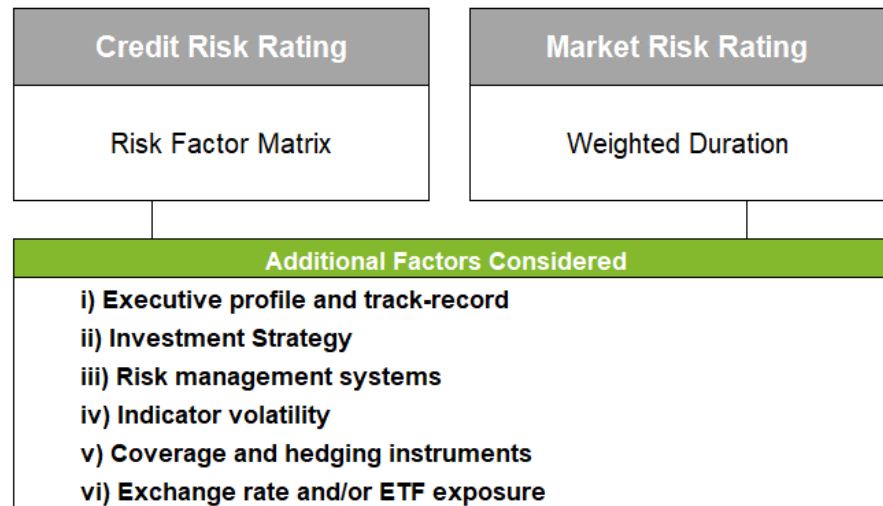 Credit Risk Rating
Market Risk Rating
Risk Factor Matrix
Weighted Duration
Additional Factors Considered
i) Executive profile and track-record
ii) Investment Strategy
iii) Risk management systems
iv) Indicator volatility
v) Coverage and hedging instruments
vi) Exchange rate and/or ETF exposure